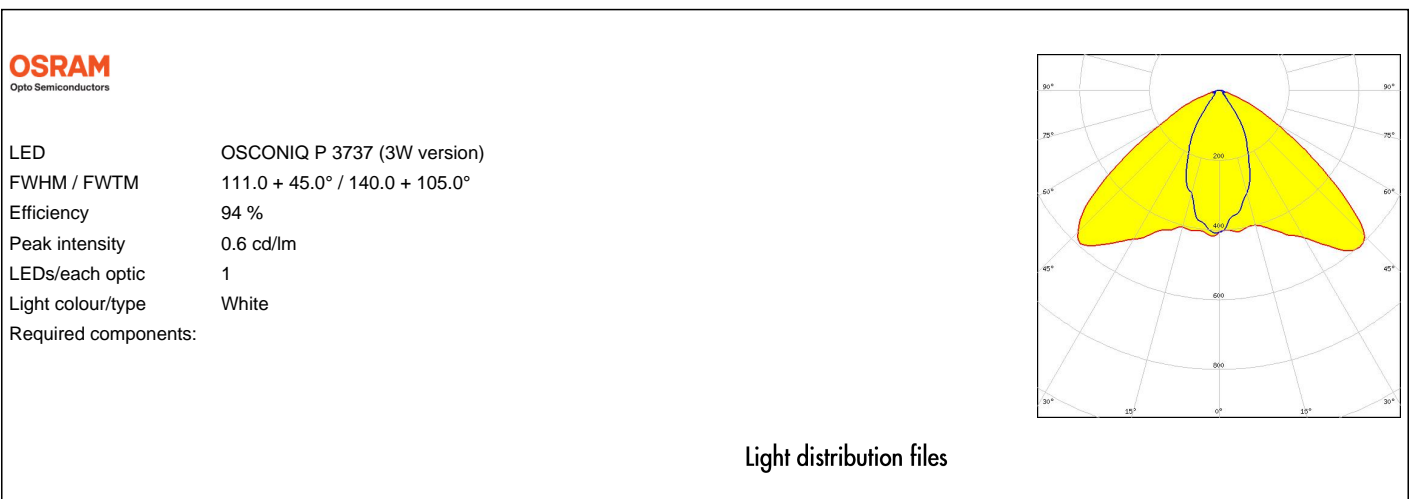 OSRAM
Opto Semiconductors
LED OSCONIQ P 3737 (3W version)
FWHM / FWTM 111.0 + 45.0° / 140.0 + 105.0°
Efficiency 94 %
Peak intensity 0.6 cd/lm
LEDs/each optic 1
Light colour/type White
Required components:
90° 90°
75° 75°
200
60° 60°
400
45° 45°
600
800
30° 15° 0° 15° 30°
Light distribution files